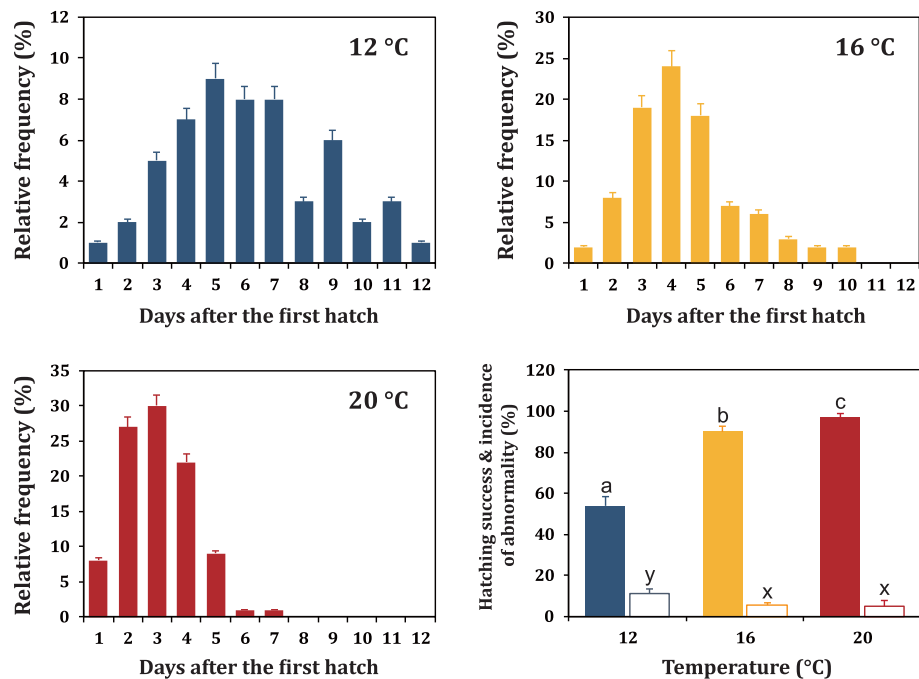 12 °C
Relative frequency (%)
12
10
8
6
4
2
0
1 2 3 4 5 6 7 8 9 10 11 12
Days after the first hatch
16 °C
Relative frequency (%)
30
25
20
15
10
5
0
1 2 3 4 5 6 7 8 9 10 11 12
Days after the first hatch
20 °C
Relative frequency (%)
35
30
25
20
15
10
5
0
1 2 3 4 5 6 7 8 9 10 11 12
Days after the first hatch
Hatching success & incidence
of abnormality (%)
120
100
80
60
40
20
0
a
y
b
x
c
x
12 16 20
Temperature (°C)